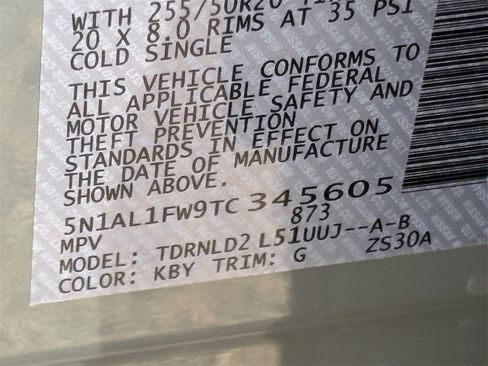 WITH 255/50R20
20 X 8.0 RIMS AT 35 PSI
COLD SINGLE
THIS VEHICLE CONFORMS TO
ALL APPLICABLE FEDERAL
MOTOR VEHICLE SAFETY AND
THEFT PREVENTION
STANDARDS IN EFFECT ON
THE DATE OF MANUFACTURE
SHOWN ABOVE.
5N1AL1FW9TC 345605
MPV 873
MODEL: TDRNLD2 L51UUJ--A-B
COLOR: KBY TRIM: G ZS30A